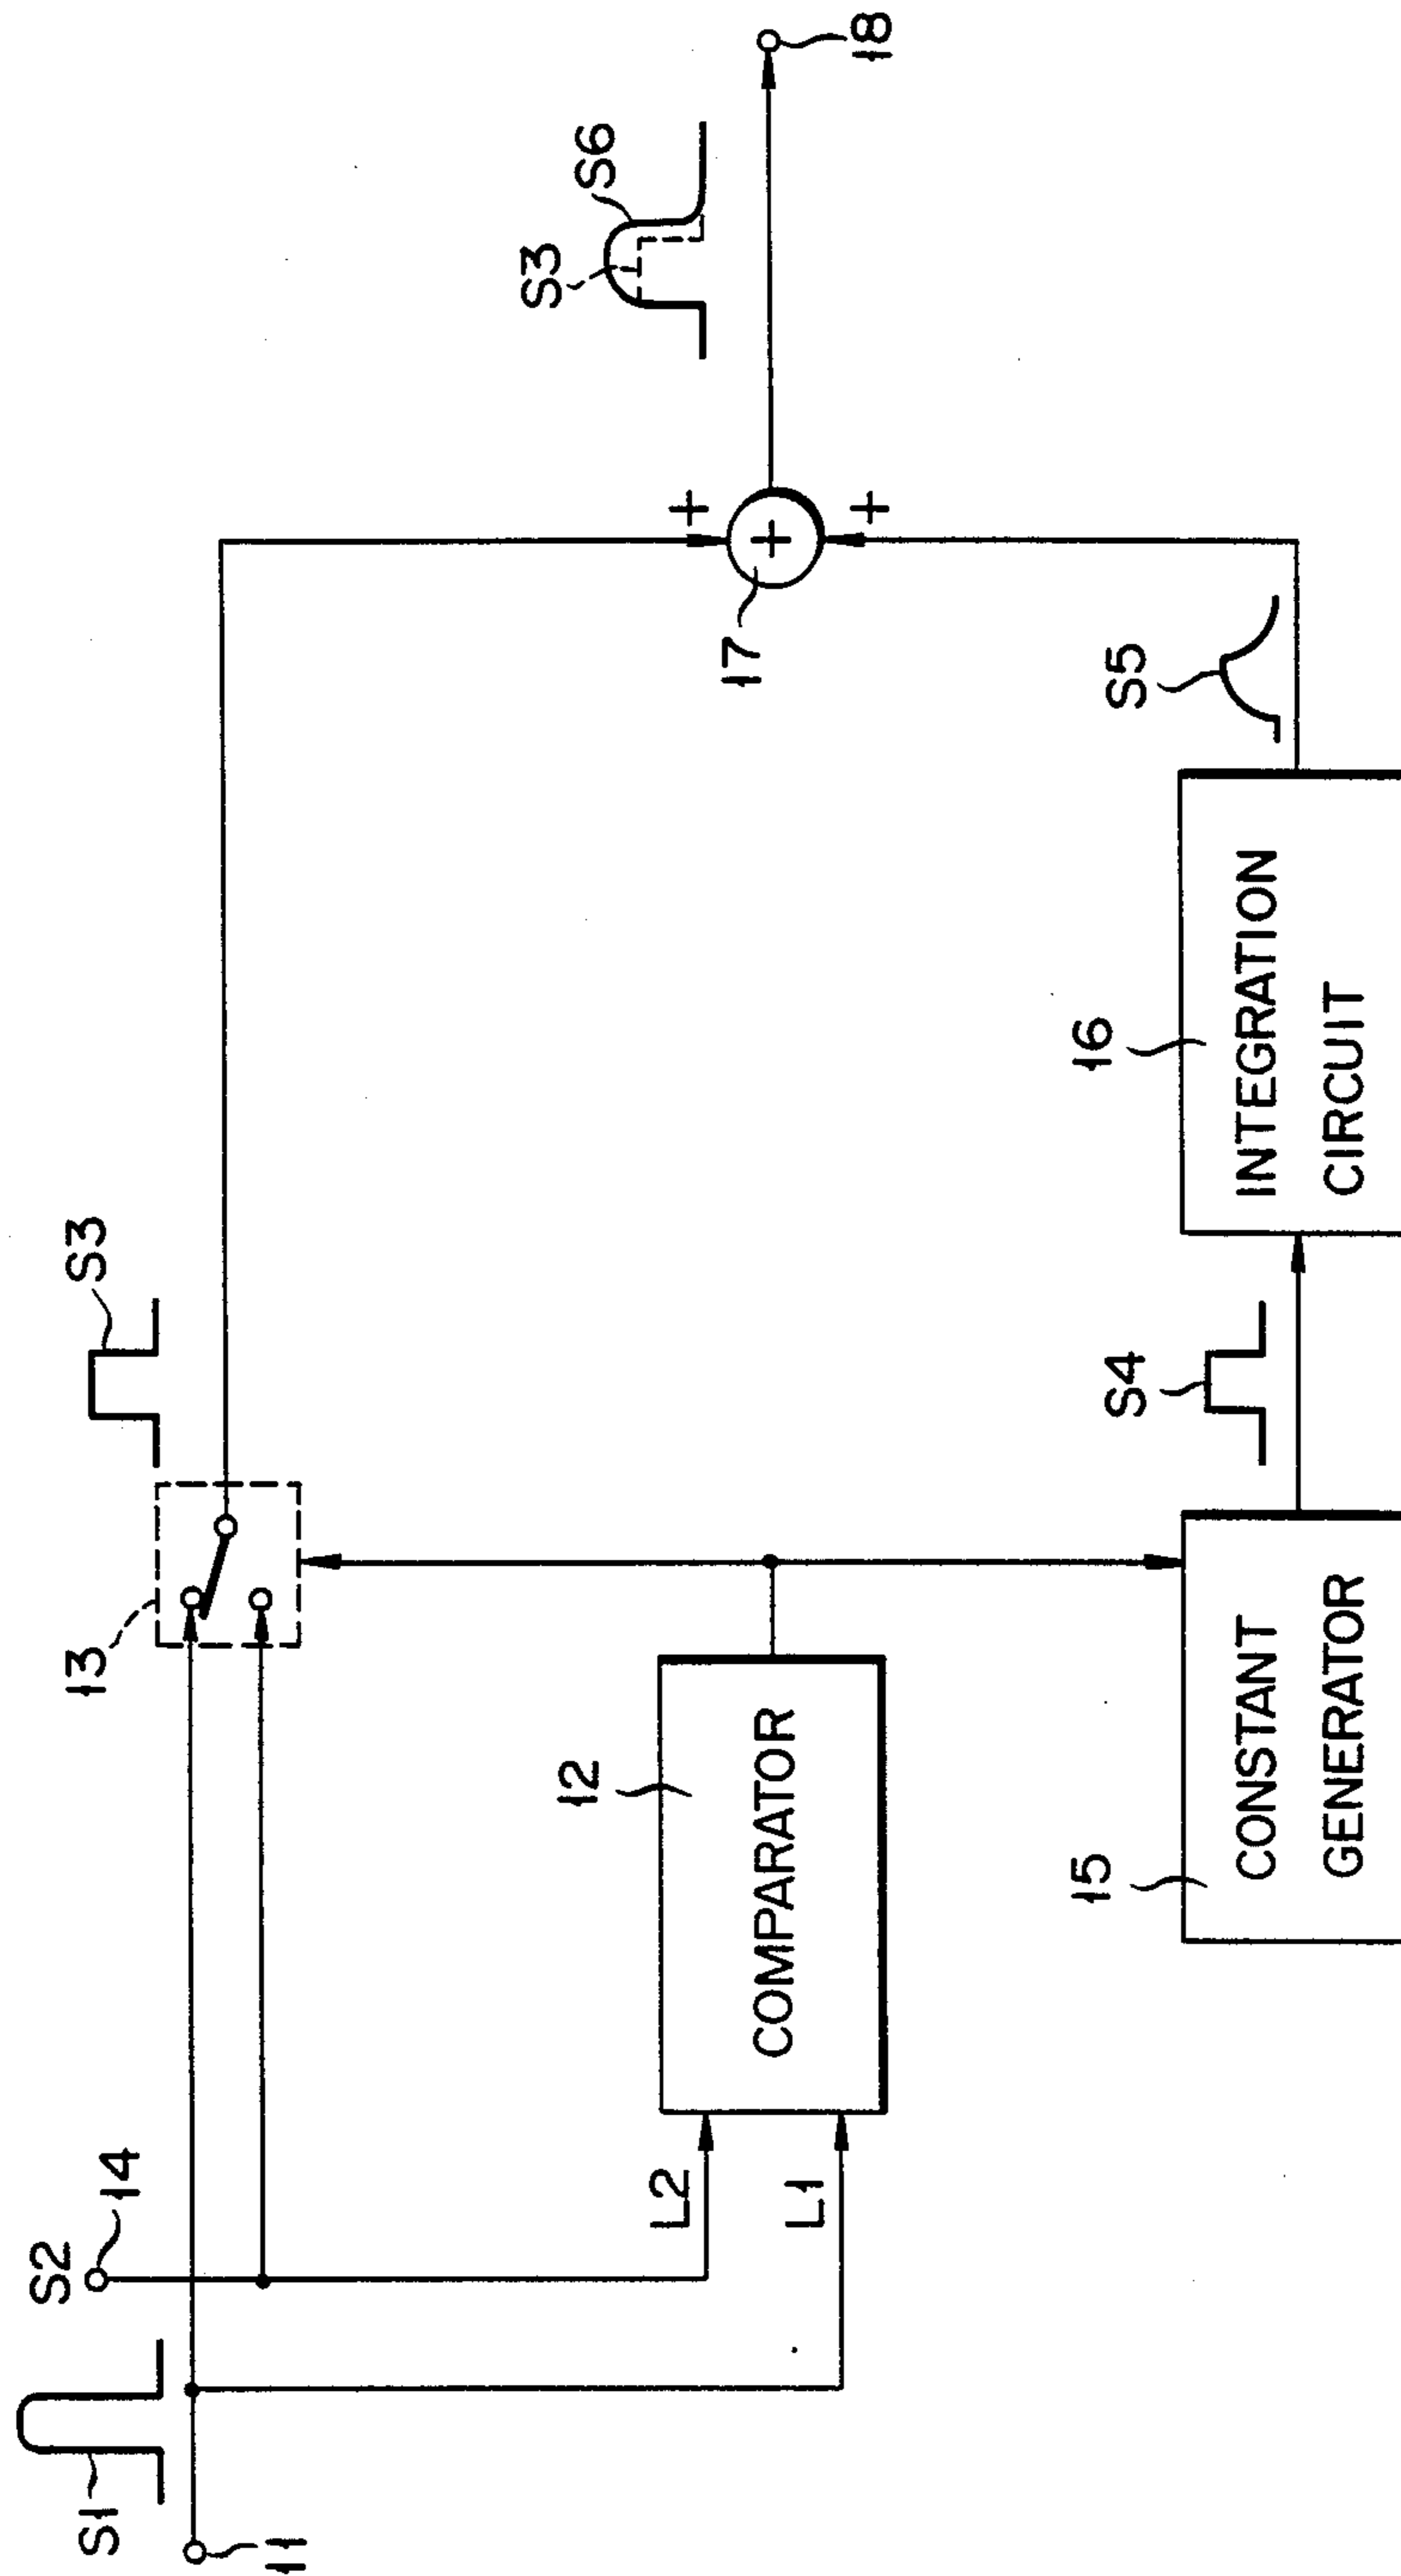 S1
11
S2
14
13
S3
L2
L1
12
COMPARATOR
17
+
+
+
S3
S6
18
15
CONSTANT
GENERATOR
S4
16
INTEGRATION
CIRCUIT
S5